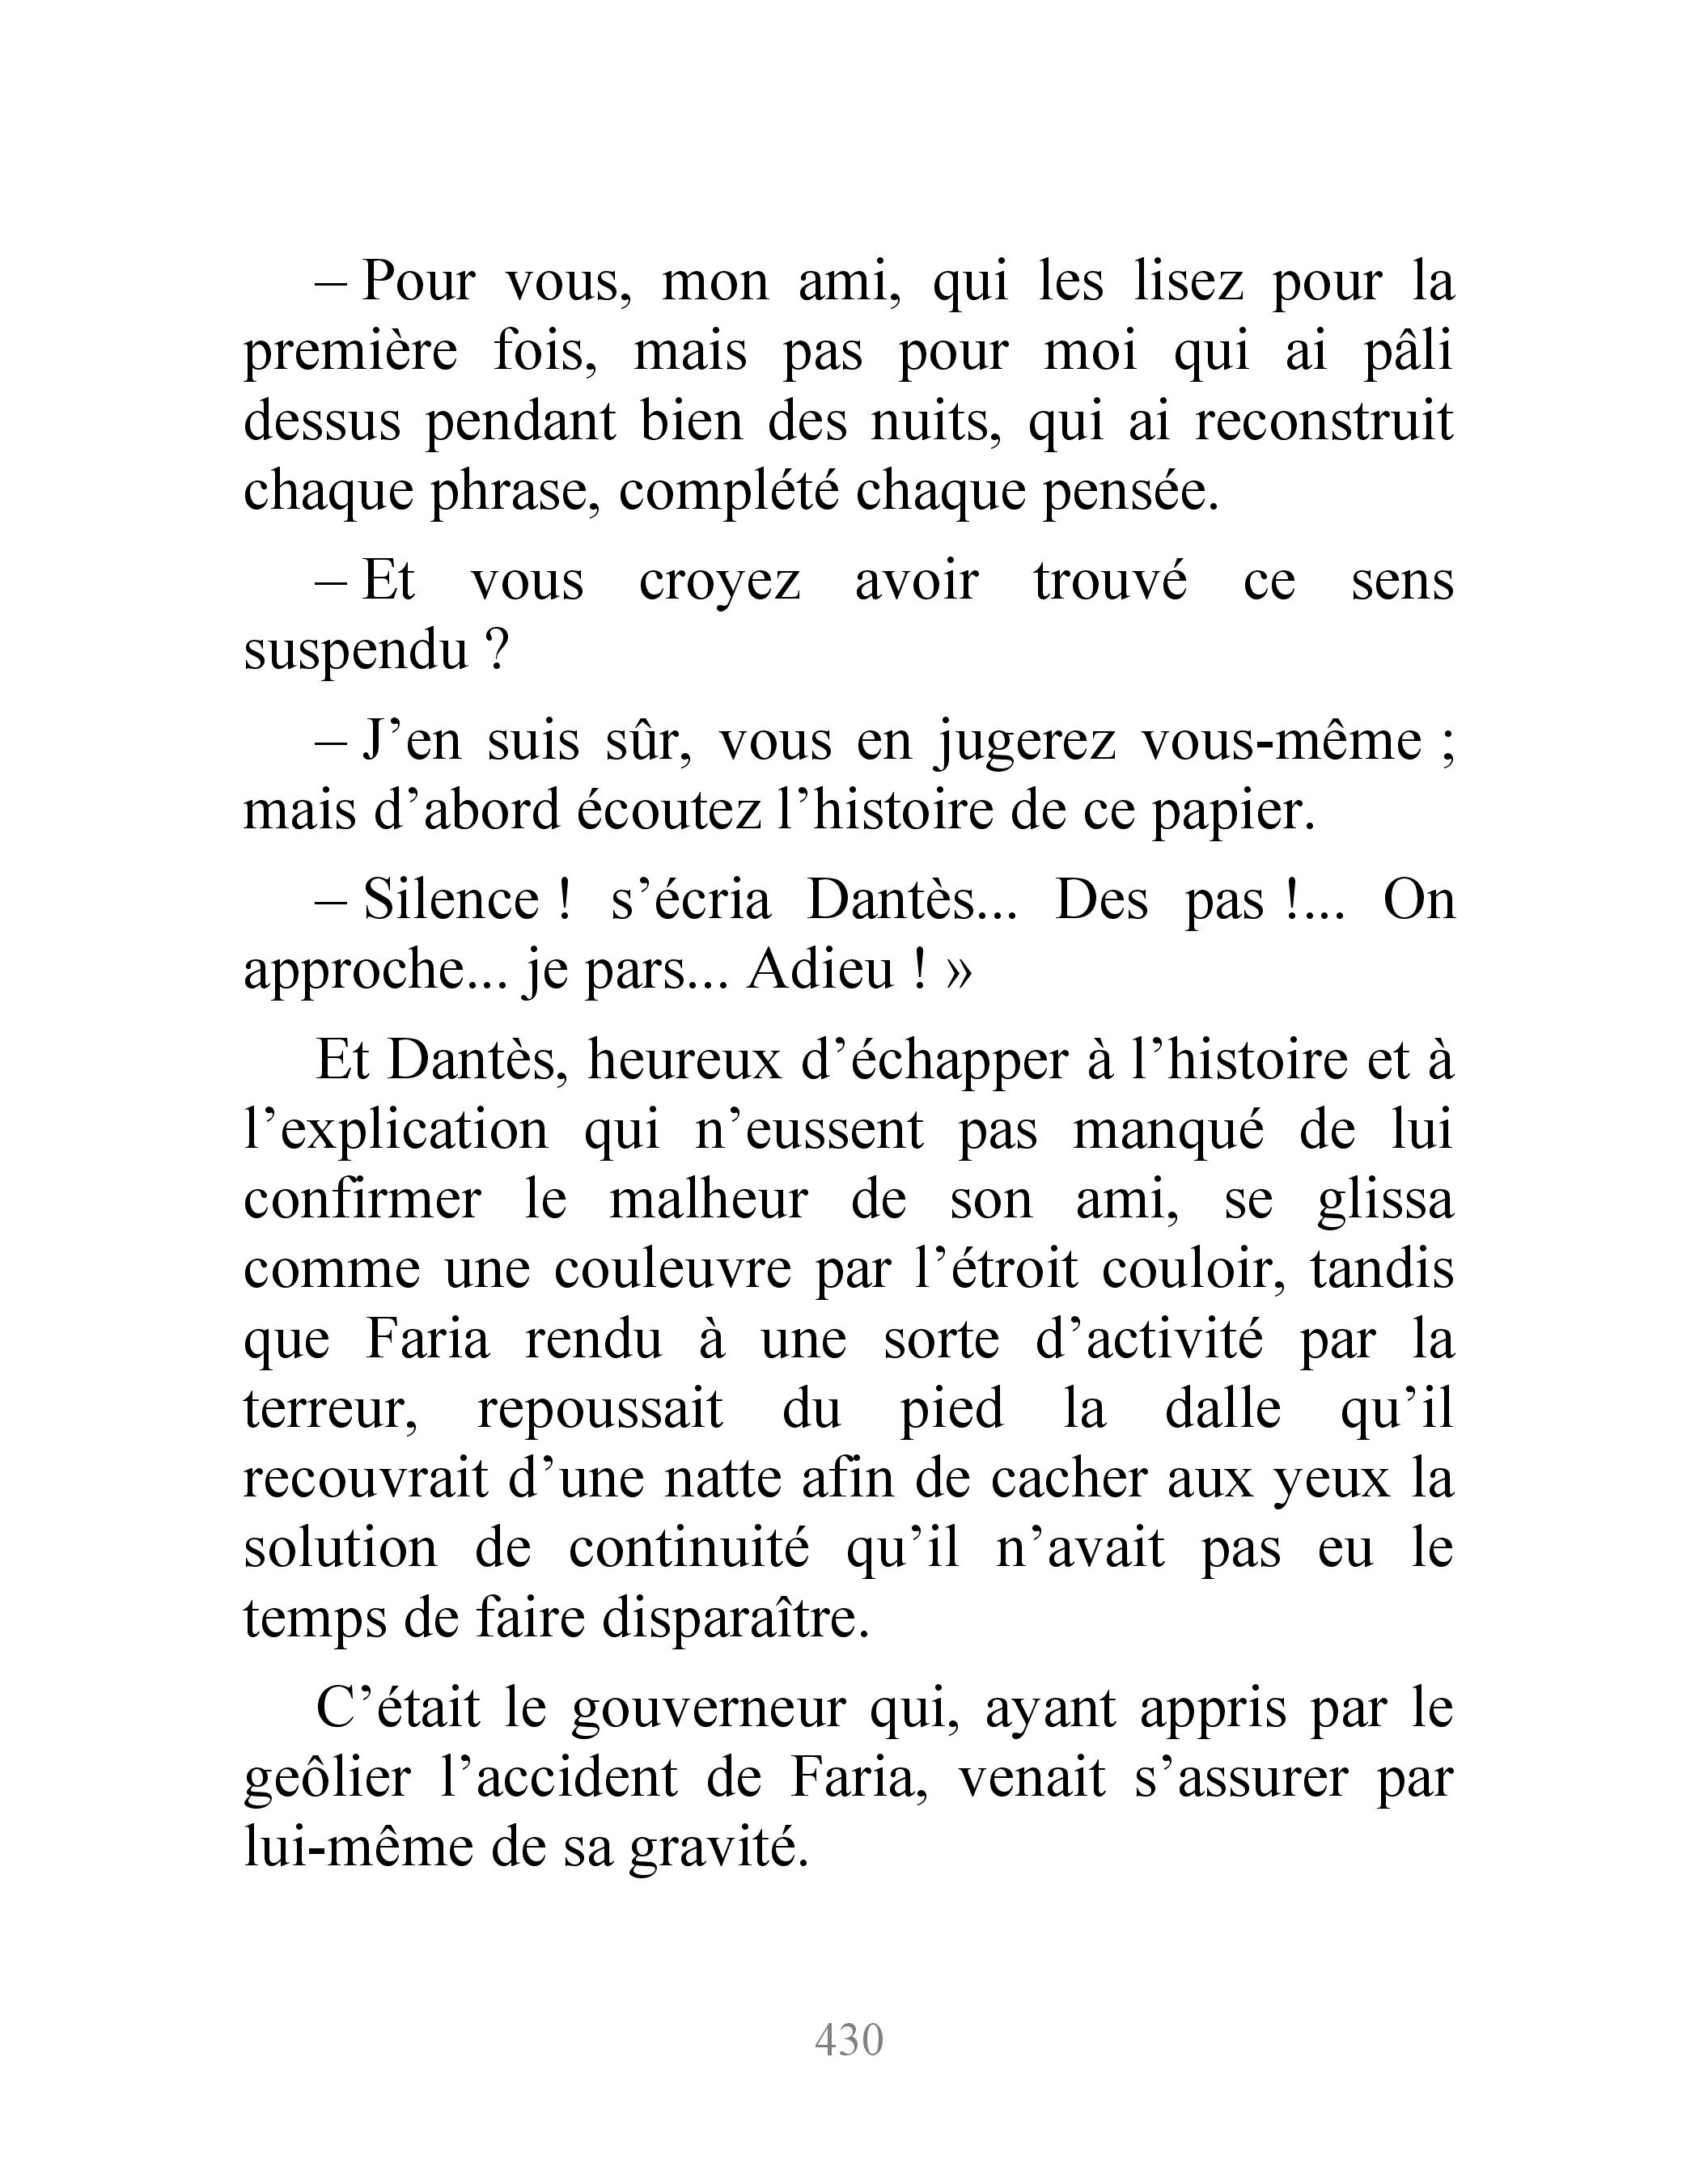 – Pour vous, mon ami, qui les lisez pour la
première fois, mais pas pour moi qui ai pâli
dessus pendant bien des nuits, qui ai reconstruit
chaque phrase, complété chaque pensée.
– Et vous croyez avoir trouvé ce sens
suspendu ?
– J’en suis sûr, vous en jugerez vous-même ;
mais d’abord écoutez l’histoire de ce papier.
– Silence ! s’écria Dantès... Des pas !... On
approche... je pars... Adieu ! »
Et Dantès, heureux d’échapper à l’histoire et à
l’explication qui n’eussent pas manqué de lui
confirmer le malheur de son ami, se glissa
comme une couleuvre par l’étroit couloir, tandis
que Faria rendu à une sorte d’activité par la
terreur, repoussait du pied la dalle qu’il
recouvrait d’une natte afin de cacher aux yeux la
solution de continuité qu’il n’avait pas eu le
temps de faire disparaître.
C’était le gouverneur qui, ayant appris par le
geôlier l’accident de Faria, venait s’assurer par
lui-même de sa gravité.
430